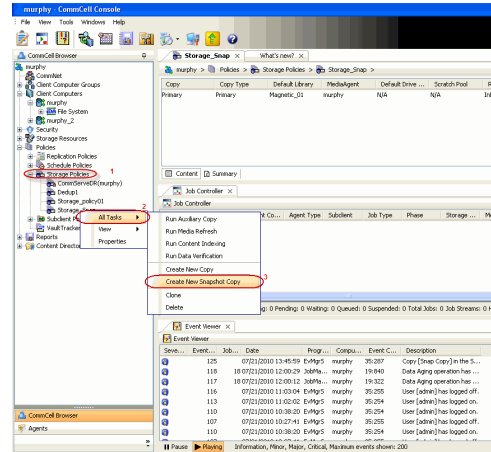 murphy - CommCell Console
File View Tools Windows Help
CommCell Browser
murphy
CommNet
Client Computer Groups
Client Computers
murphy
File System
murphy_2
Security
Storage Resources
Policies
Replication Policies
Schedule Policies
Storage Policies
1
CommServeDR(murphy)
Dedup1
Storage_policy01
Subclient
VaultTracker
Reports
Content Director
CommCell Browser
Agents
2
All Tasks
View
Properties
Run Auxiliary Copy
Run Media Refresh
Run Content Indexing
Run Data Verification
Create New Copy
Create New Snapshot Copy
3
Clone
Delete
Storage_Snap
What's new?
murphy > Policies > Storage Policies > Storage_Snap >
Copy Copy Type Default Library MediaAgent Default Drive ... Scratch Pool
Primary Primary Magnetic_01 murphy N/A N/A
Content Summary
Job Controller
Job Controller
Agent Type Subclient Job Type Phase Storage ...
Pending: 0 Waiting: 0 Queued: 0 Suspended: 0 Total Jobs: 0 Job Streams: 0
Event Viewer
Event Viewer
Seve... Event... Job... Date Progr... Compu... Event C... Description
125 07/21/2010 13:45:59 EvMgrS murphy 35:287 Copy [Snap Copy] in the S...
118 18 07/21/2010 12:00:29 JobMa... murphy 19:840 Data Aging operation has ...
117 18 07/21/2010 12:00:12 JobMa... murphy 19:322 Data Aging operation has ...
116 07/21/2010 11:03:04 EvMgrS murphy 35:255 User [admin] has logged off.
113 07/21/2010 11:02:02 EvMgrS murphy 35:254 User [admin] has logged on.
110 07/21/2010 10:38:20 EvMgrS murphy 35:254 User [admin] has logged on.
107 07/21/2010 10:27:41 EvMgrS murphy 35:255 User [admin] has logged off.
110 07/21/2010 10:38:20 EvMgrS murphy 35:254 User [admin] has logged on.
Pause Playing Information, Minor, Major, Critical, Maximum events shown: 200